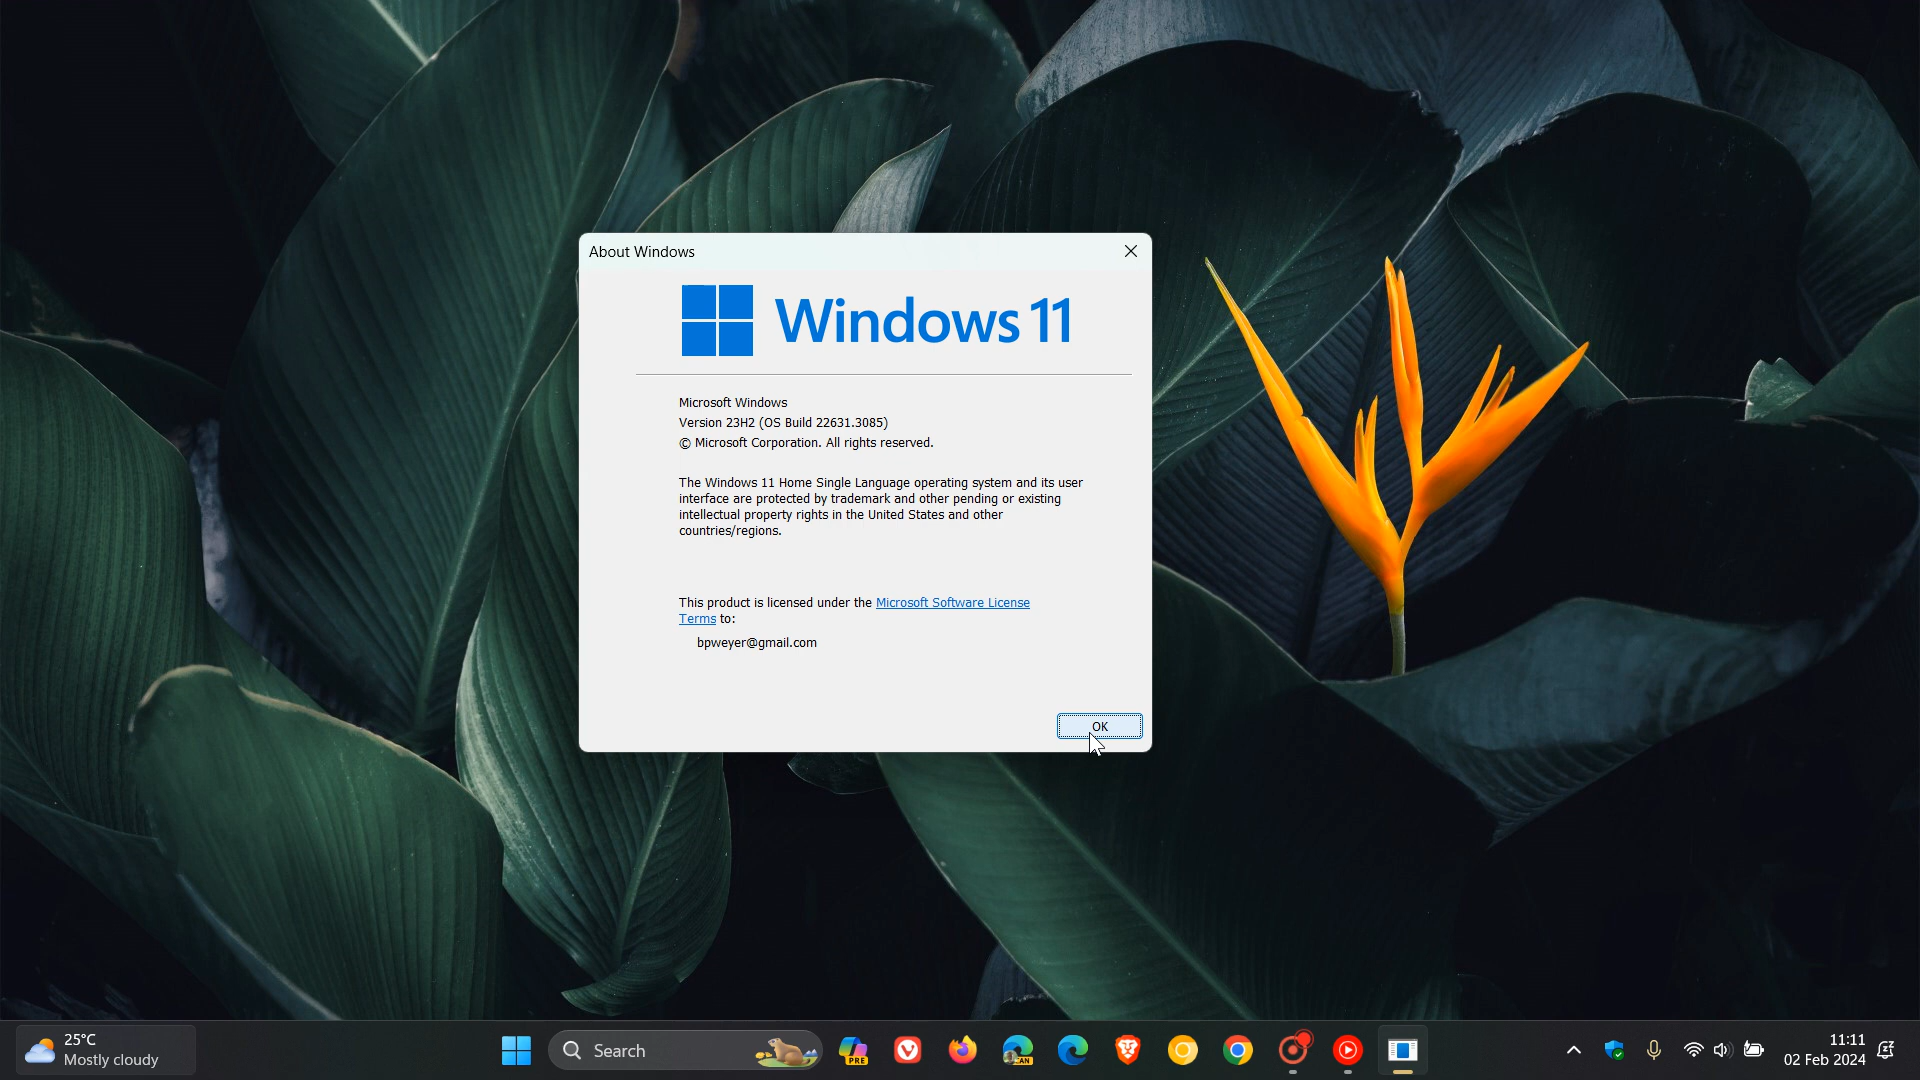 About Windows
Windows 11
Microsoft Windows
Version 23H2 (OS Build 22631.3085)
© Microsoft Corporation. All rights reserved.
The Windows 11 Home Single Language operating system and its user
interface are protected by trademark and other pending or existing
intellectual property rights in the United States and other
countries/regions.
This product is licensed under the Microsoft Software License
Terms to:
bpweyer@gmail.com
OK
25°C
Mostly cloudy
Search
PRE
CAN
11:11
02 Feb 2024